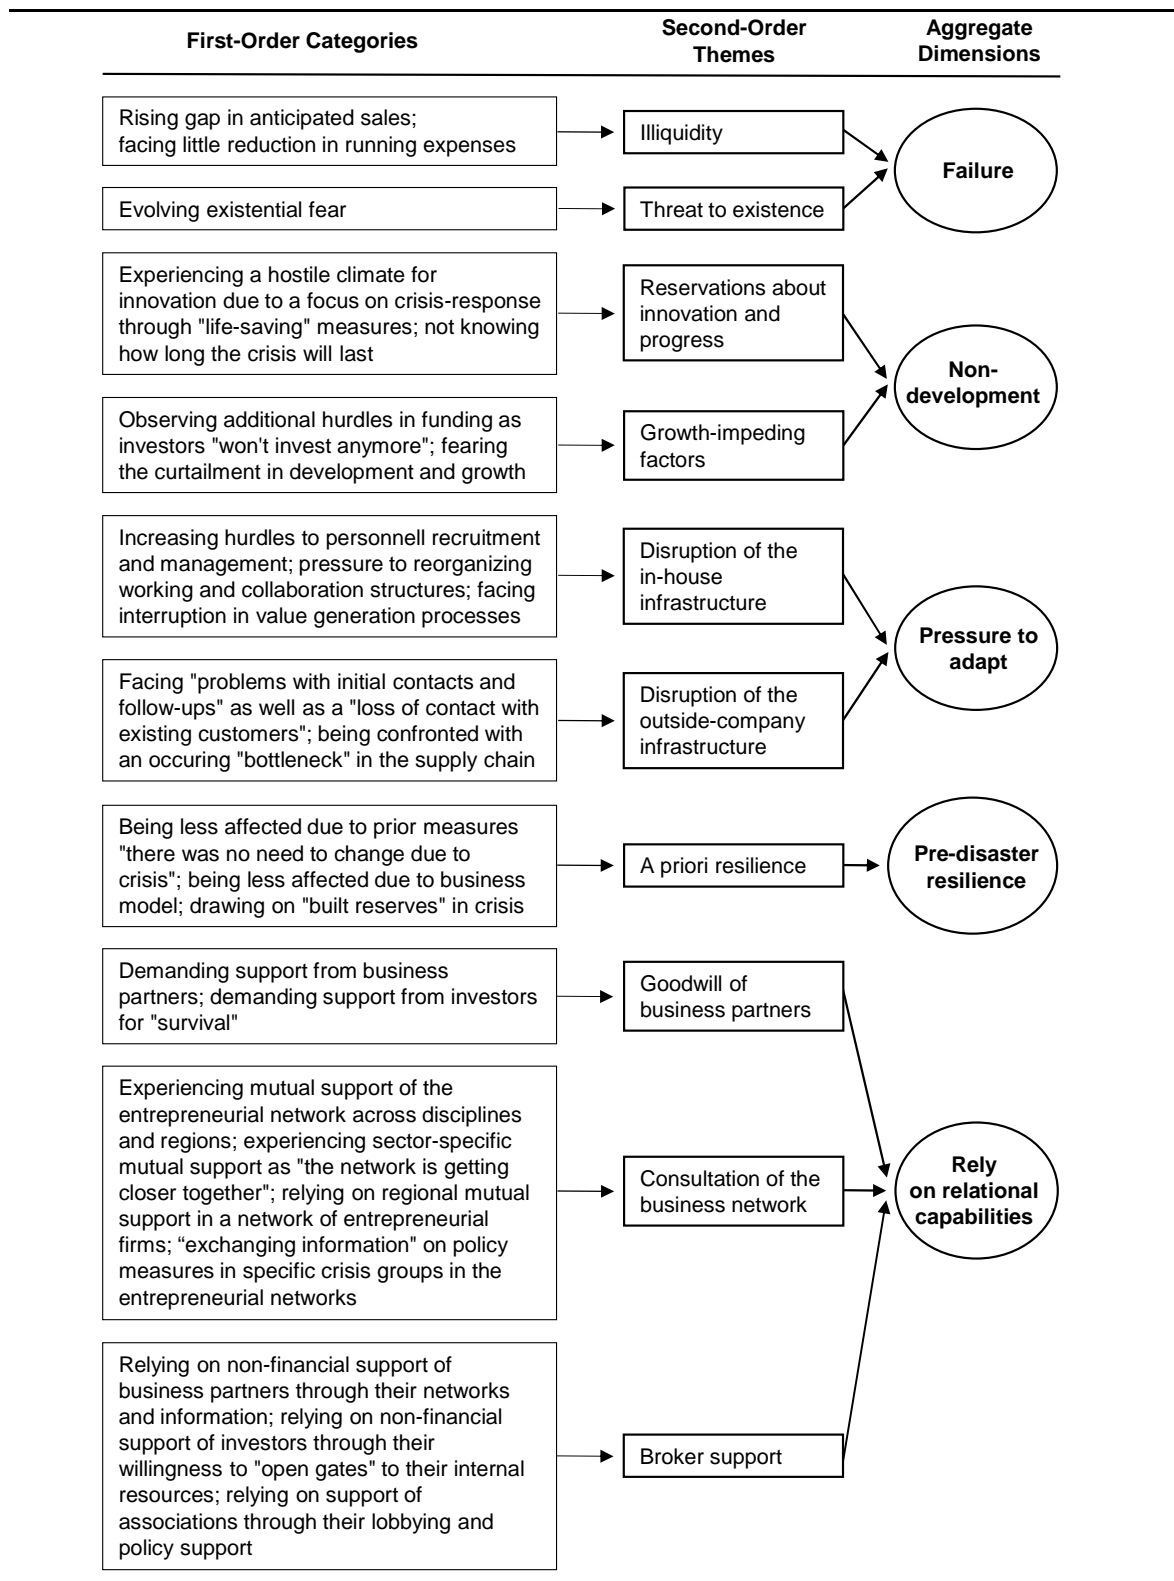 First-Order Categories
Second-Order
Themes
Aggregate
Dimensions
Rising gap in anticipated sales;
facing little reduction in running expenses
Illiquidity
Failure
Evolving existential fear
Threat to existence
Experiencing a hostile climate for
innovation due to a focus on crisis-response
through "life-saving" measures; not knowing
how long the crisis will last
Reservations about
innovation and
progress
Non-
development
Observing additional hurdles in funding as
investors "won't invest anymore"; fearing
the curtailment in development and growth
Growth-impeding
factors
Increasing hurdles to personnell recruitment
and management; pressure to reorganizing
working and collaboration structures; facing
interruption in value generation processes
Disruption of the
in-house
infrastructure
Pressure to
adapt
Facing "problems with initial contacts and
follow-ups" as well as a "loss of contact with
existing customers"; being confronted with
an occuring "bottleneck" in the supply chain
Disruption of the
outside-company
infrastructure
Being less affected due to prior measures
"there was no need to change due to
crisis"; being less affected due to business
model; drawing on "built reserves" in crisis
A priori resilience
Pre-disaster
resilience
Demanding support from business
partners; demanding support from investors
for "survival"
Goodwill of
business partners
Experiencing mutual support of the
entrepreneurial network across disciplines
and regions; experiencing sector-specific
mutual support as "the network is getting
closer together"; relying on regional mutual
support in a network of entrepreneurial
firms; “exchanging information" on policy
measures in specific crisis groups in the
entrepreneurial networks
Consultation of the
business network
Rely
on relational
capabilities
Relying on non-financial support of
business partners through their networks
and information; relying on non-financial
support of investors through their
willingness to "open gates" to their internal
resources; relying on support of
associations through their lobbying and
policy support
Broker support